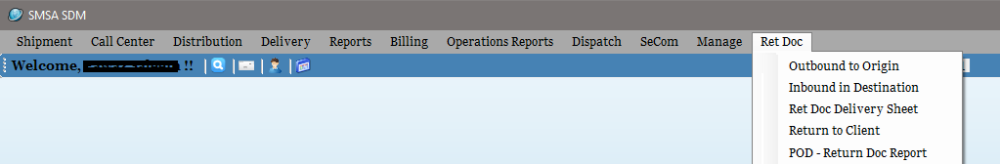 SMSA SDM
Shipment Call Center Distribution Delivery Reports Billing Operations Reports Dispatch SeCom Manage Ret Doc
Welcome, !!
Outbound to Origin
Inbound in Destination
Ret Doc Delivery Sheet
Return to Client
POD - Return Doc Report